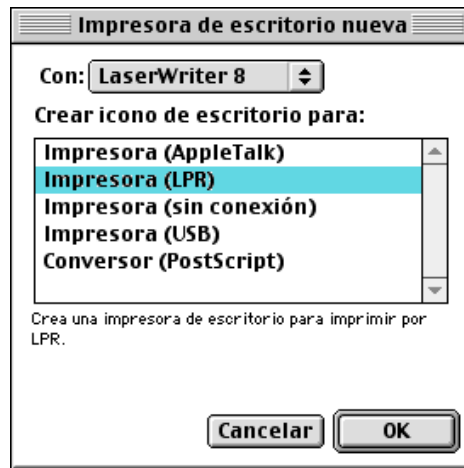 Impresora de escritorio nueva
Con: LaserWriter 8
Crear icono de escritorio para:
Impresora (AppleTalk)
Impresora (LPR)
Impresora (sin conexión)
Impresora (USB)
Conversor (PostScript)
Crea una impresora de escritorio para imprimir por
LPR.
Cancelar OK